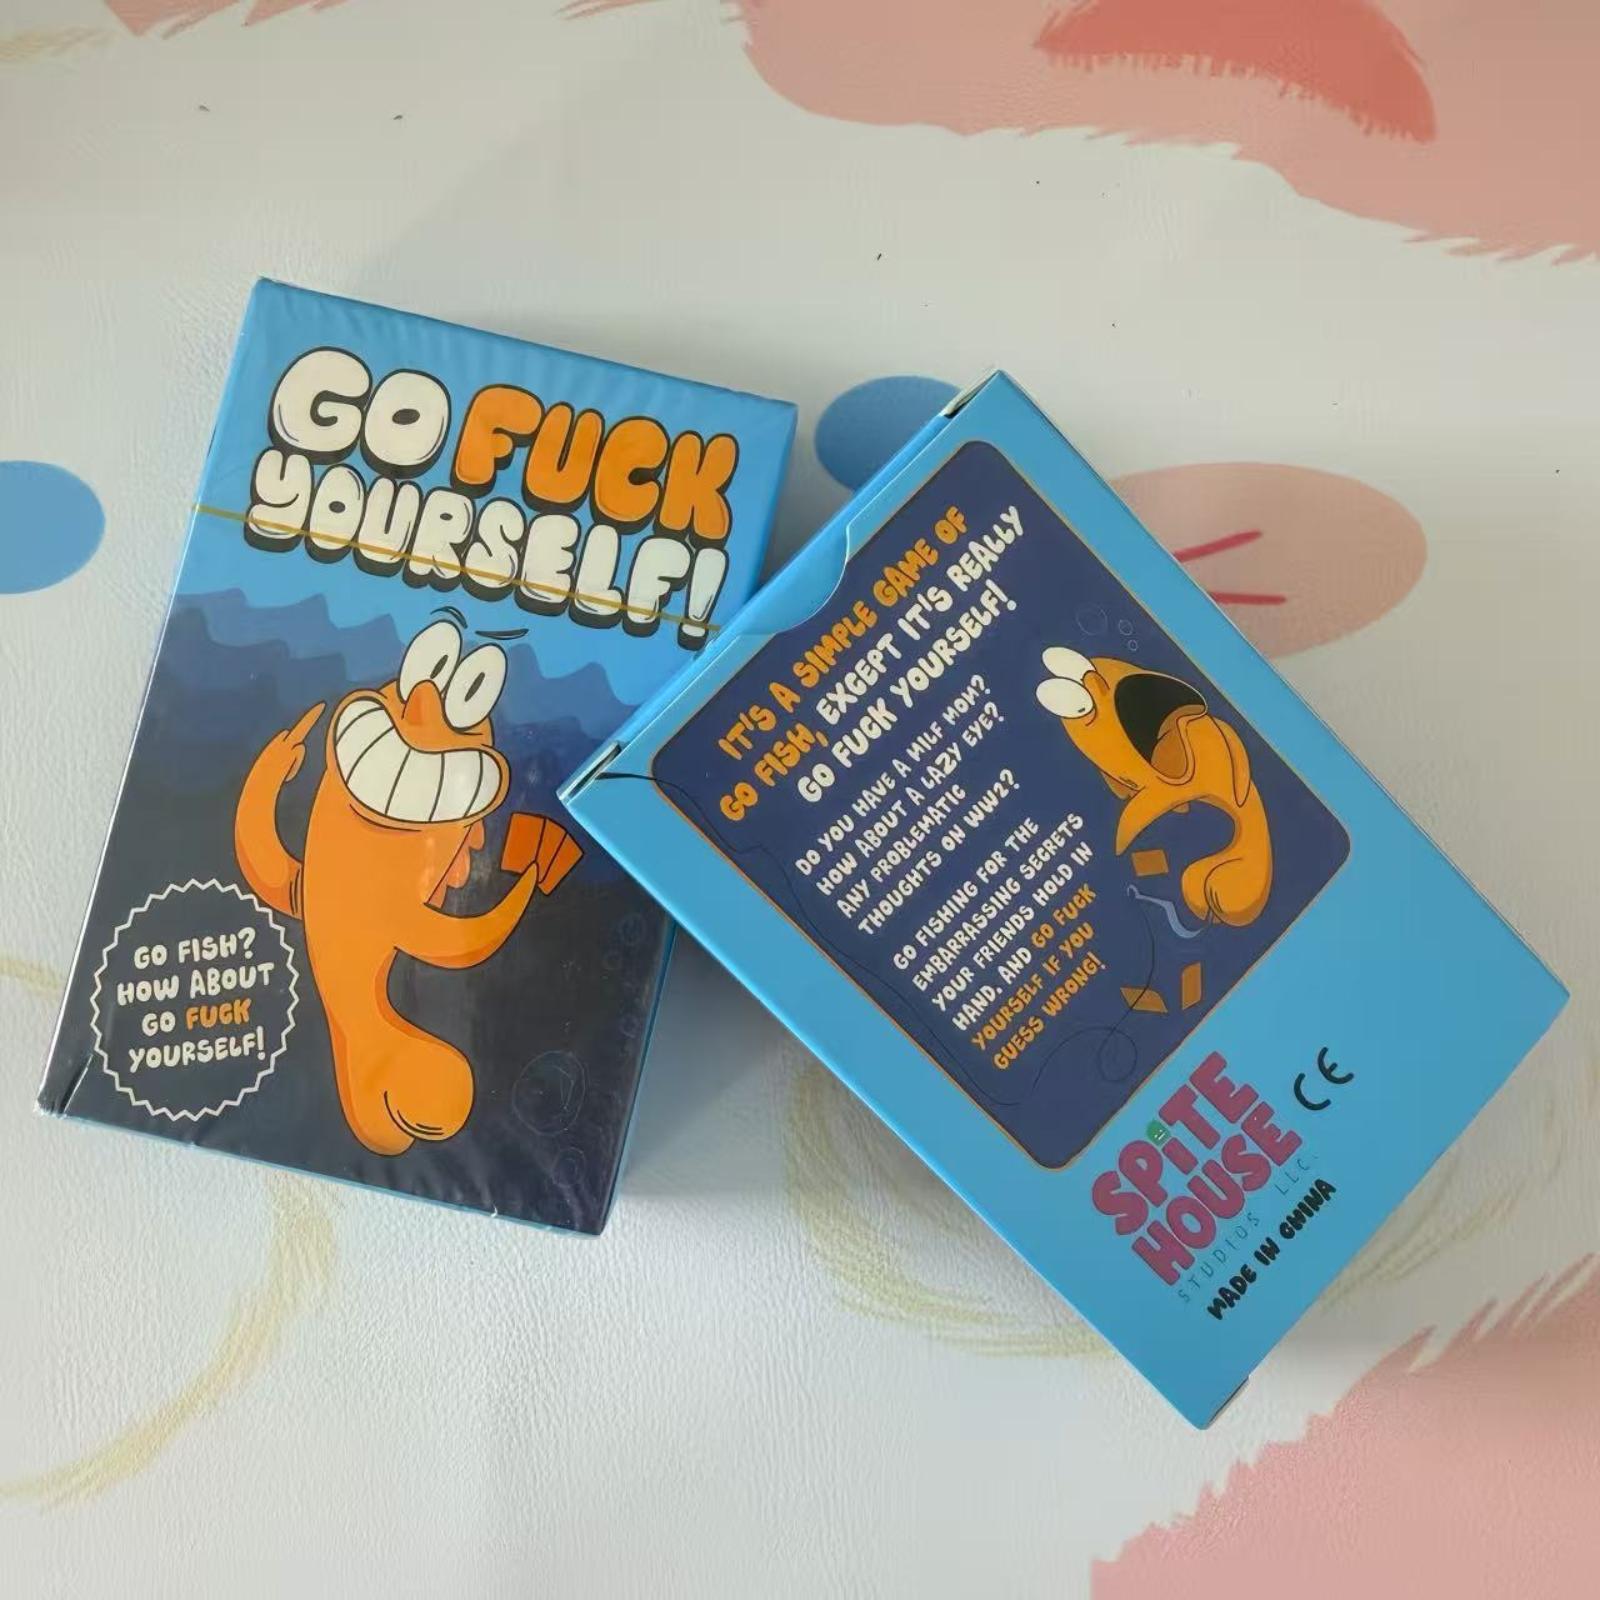 GO FUCK
YOURSELF!
GO FISH?
HOW ABOUT
GO FUCK
YOURSELF!
IT'S A SIMPLE GAME OF
GO FISH, EXCEPT IT'S REALLY
GO FUCK YOURSELF!
DO YOU HAVE A MILF MOM?
HOW ABOUT A LAZY EYE?
ANY PROBLEMATIC
THOUGHTS ON WW2?
GO FISHING FOR THE
EMBARRASSING SECRETS
YOUR FRIENDS HOLD IN
HAND. AND GO FUCK
YOURSELF IF YOU
GUESS WRONG!
SPITE
HOUSE
STUDIOS LLC.
MADE IN CHINA
CE